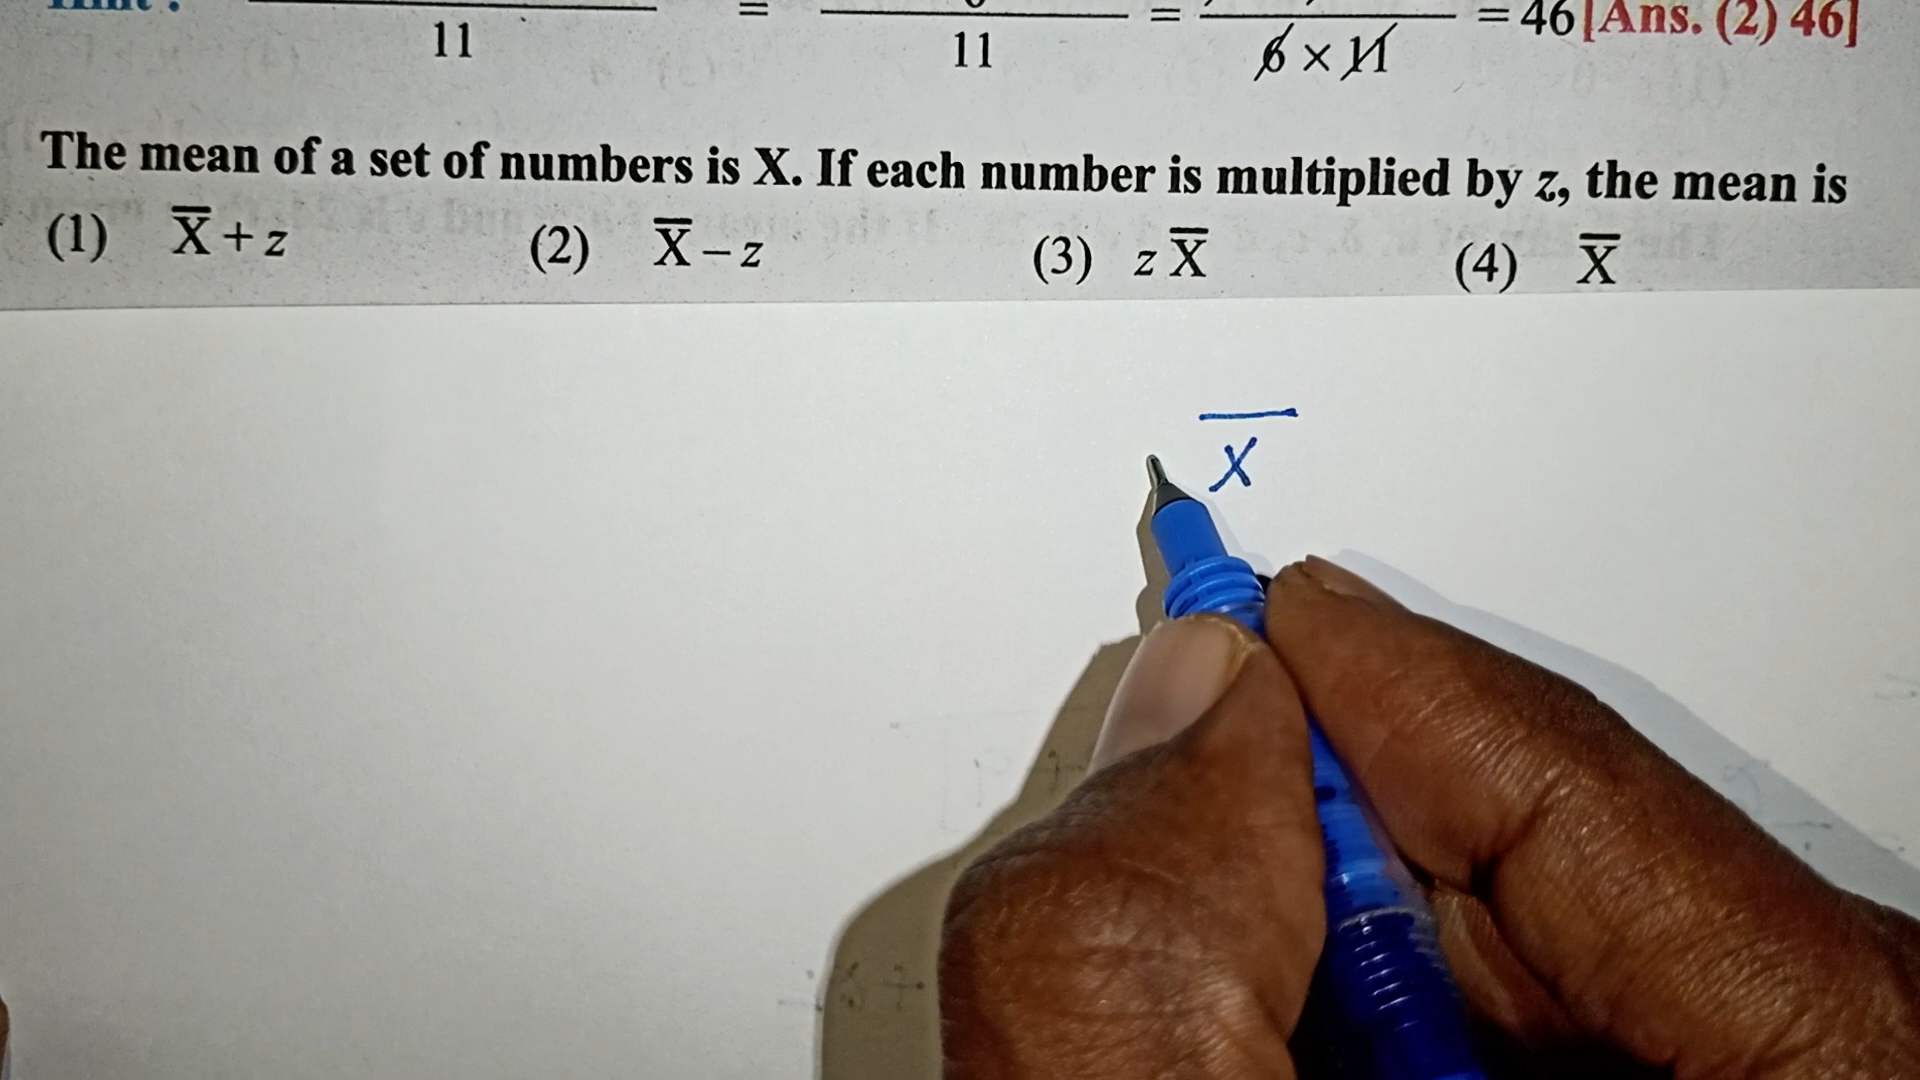 11 = 11 = 6 × 11 = 46 [Ans. (2) 46]
The mean of a set of numbers is X. If each number is multiplied by z, the mean is
(1) X̅ + z (2) X̅ – z (3) z X̅ (4) X̅
X̅